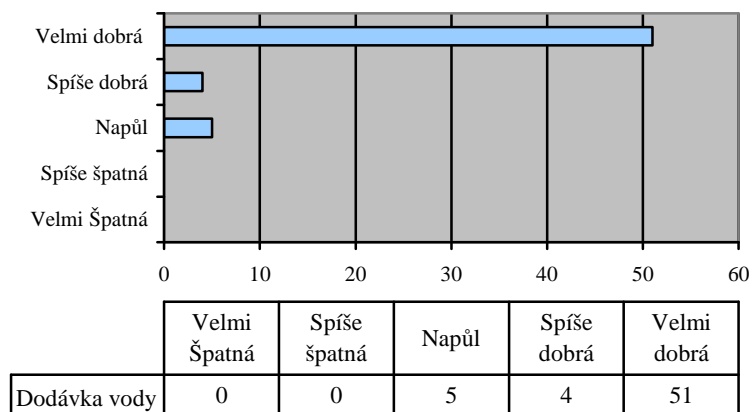 Velmi dobrá
Spíše dobrá
Napůl
Spíše špatná
Velmi Špatná
0 10 20 30 40 50 60
Velmi Špatná Spíše špatná Napůl Spíše dobrá Velmi dobrá
Dodávka vody 0 0 5 4 51